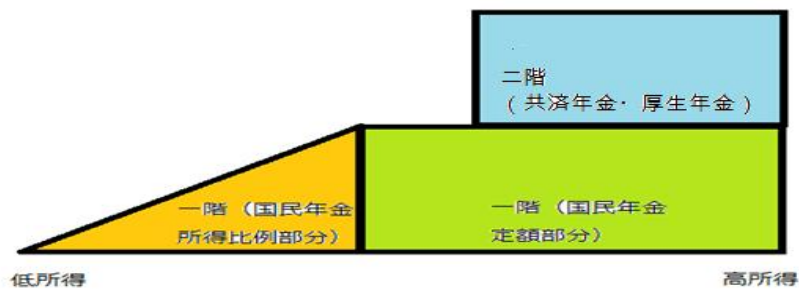 二階
（共済年金・厚生年金）
一階（国民年金
所得比例部分）
一階（国民年金
定額部分）
低所得
高所得